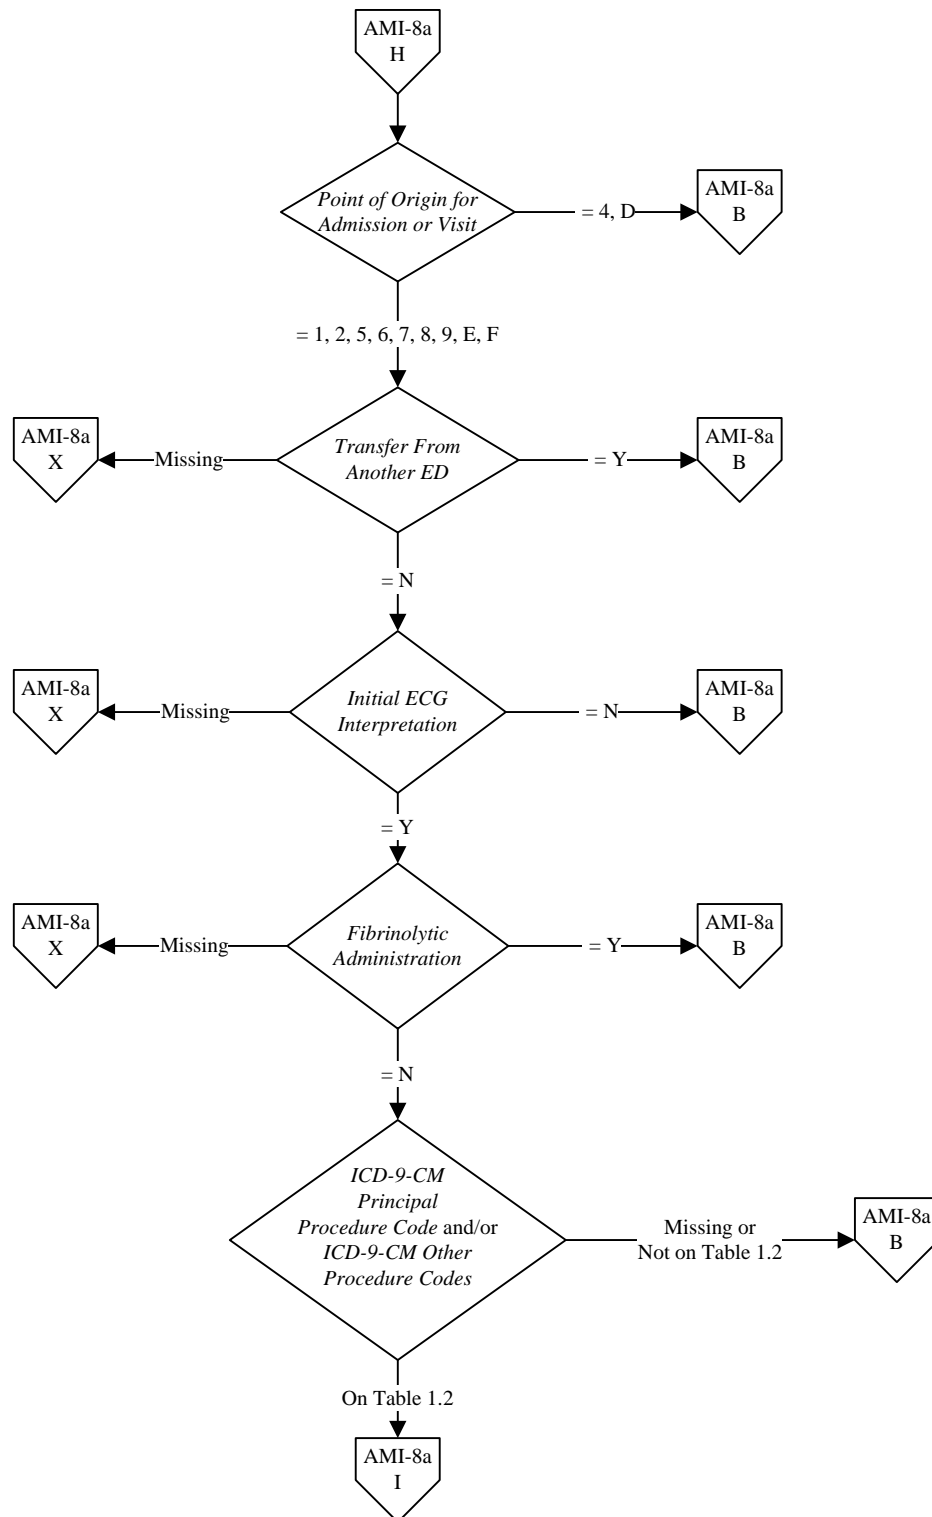 AMI-8a
H
Point of Origin for
Admission or Visit
= 4, D
AMI-8a
B
= 1, 2, 5, 6, 7, 8, 9, E, F
AMI-8a
X
Missing
Transfer From
Another ED
= Y
AMI-8a
B
= N
AMI-8a
X
Missing
Initial ECG
Interpretation
= N
AMI-8a
B
= Y
AMI-8a
X
Missing
Fibrinolytic
Administration
= Y
AMI-8a
B
= N
ICD-9-CM
Principal
Procedure Code and/or
ICD-9-CM Other
Procedure Codes
Missing or
Not on Table 1.2
AMI-8a
B
On Table 1.2
AMI-8a
I